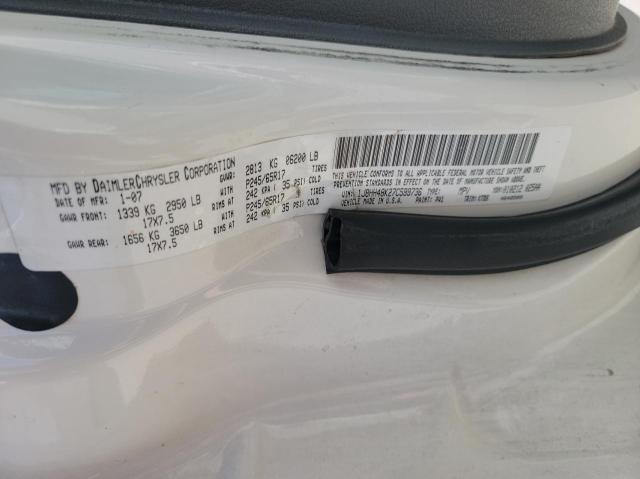 MFD BY DAIMLERCHRYSLER CORPORATION
DATE OF MFR: 1-07
2813 KG 06200 LB
GAWR FRONT: 1339 KG 2950 LB WITH P245/65R17 TIRES
17X7.5 RIMS AT 242 KPA( 35 PSI) COLD
GAWR REAR: 1656 KG 3650 LB WITH P245/65R17 TIRES
17X7.5 RIMS AT 242 KPA( 35 PSI) COLD
THIS VEHICLE CONFORMS TO ALL APPLICABLE FEDERAL MOTOR VEHICLE SAFETY AND THEFT
PREVENTION STANDARDS IN EFFECT ON THE DATE OF MANUFACTURE SHOWN ABOVE.
TYPE: MPV
VEHICLE MADE IN U.S.A. PAINT: PW1